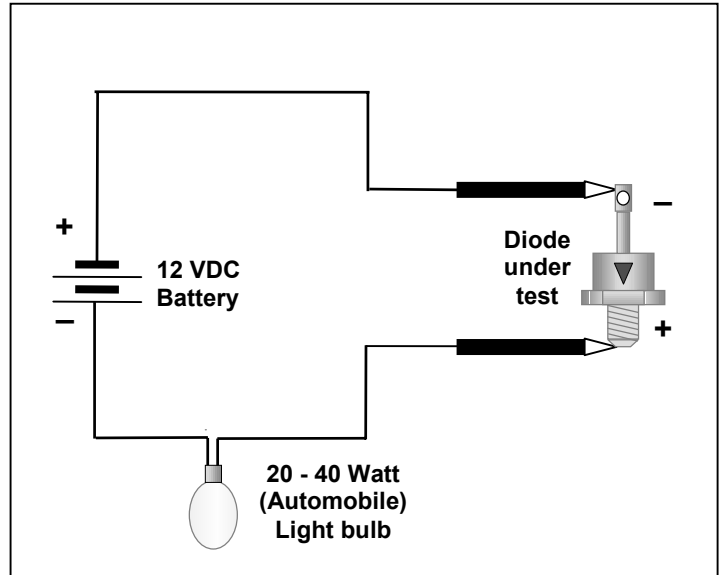 +
12 VDC
Battery
–
Diode
under
test
–
+
20 - 40 Watt
(Automobile)
Light bulb